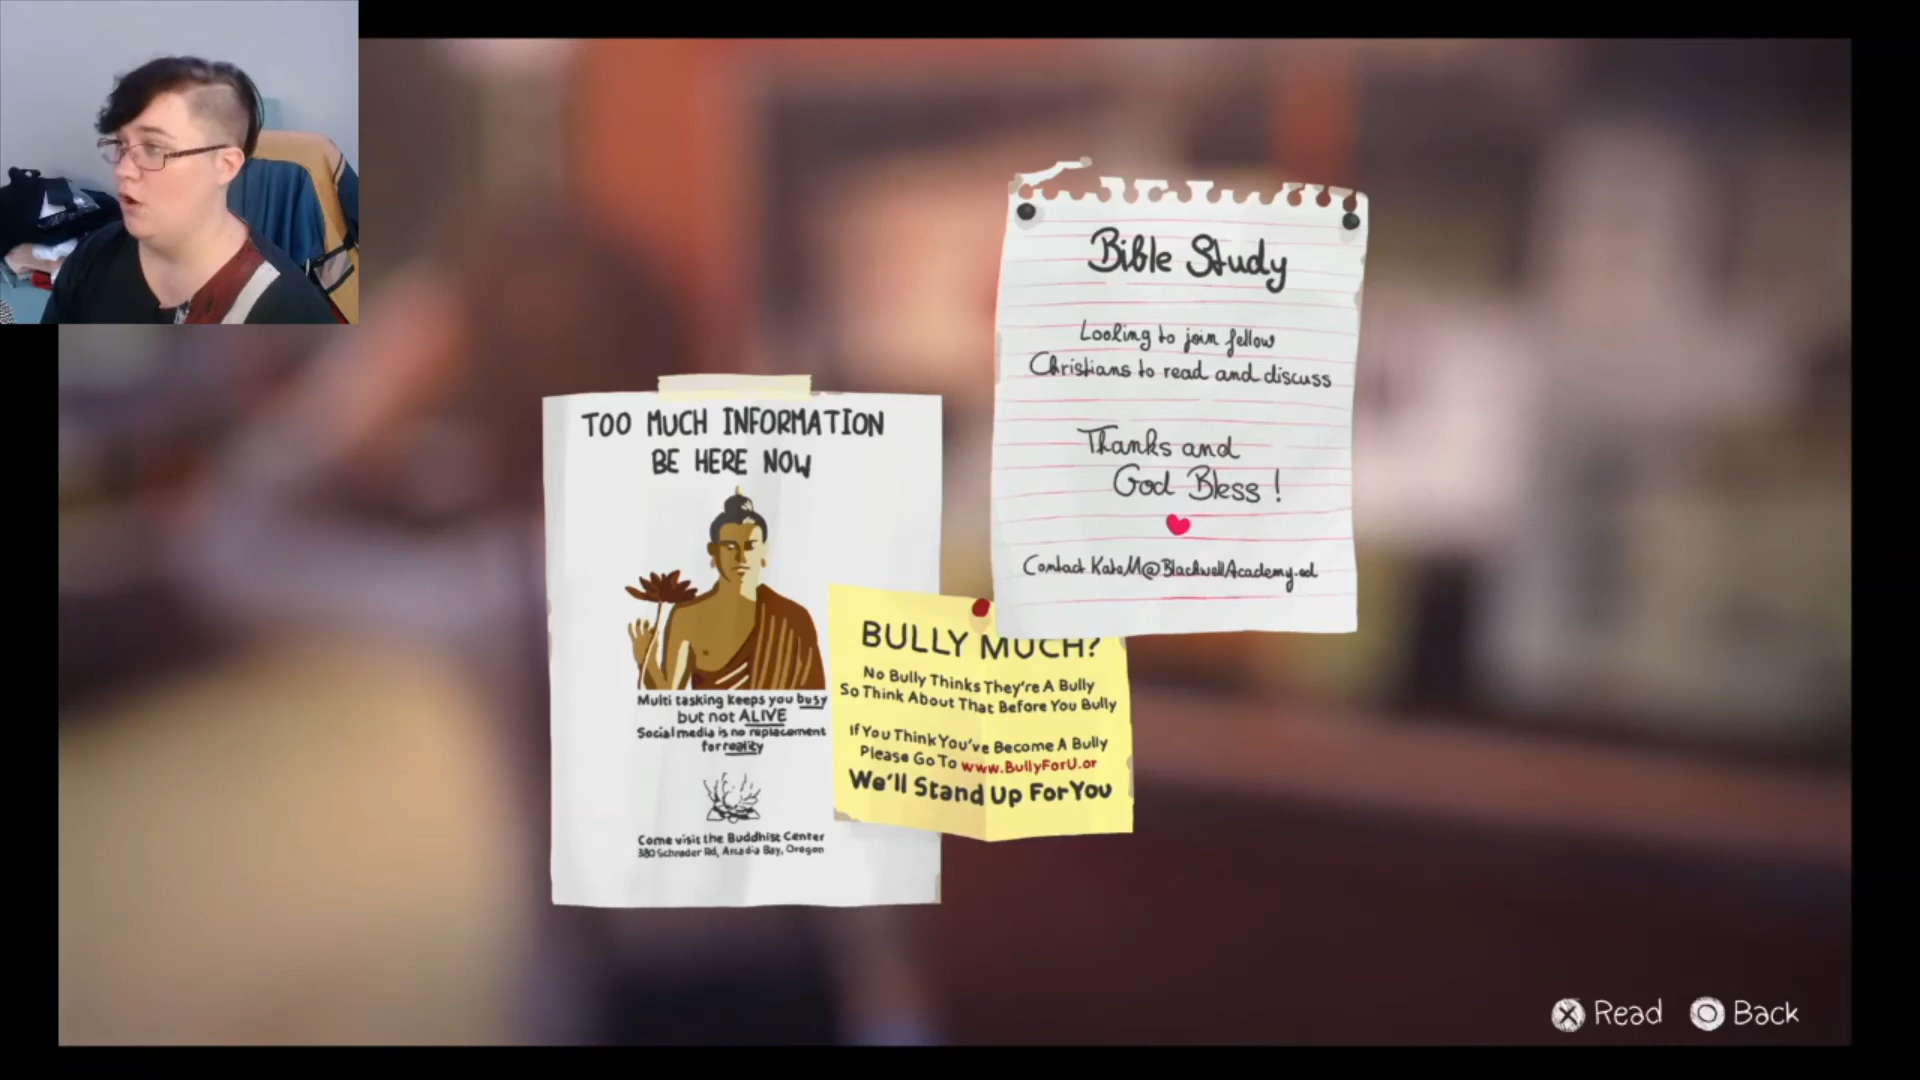 TOO MUCH INFORMATION
BE HERE NOW
Multi tasking keeps you busy
but not ALIVE
Social media is no replacement
for reality
Come visit the Buddhist Center
380 Schrader Rd, Arcadia Bay, Oregon
BULLY MUCH?
No Bully Thinks They're A Bully
So Think About That Before You Bully
If You Think You've Become A Bully
Please Go To www.BullyForU.or
We'll Stand Up For You
Bible Study
Looking to join fellow
Christians to read and discuss
Thanks and
God Bless !
Contact KateM@BlackwellAcademy.ed
Read
Back